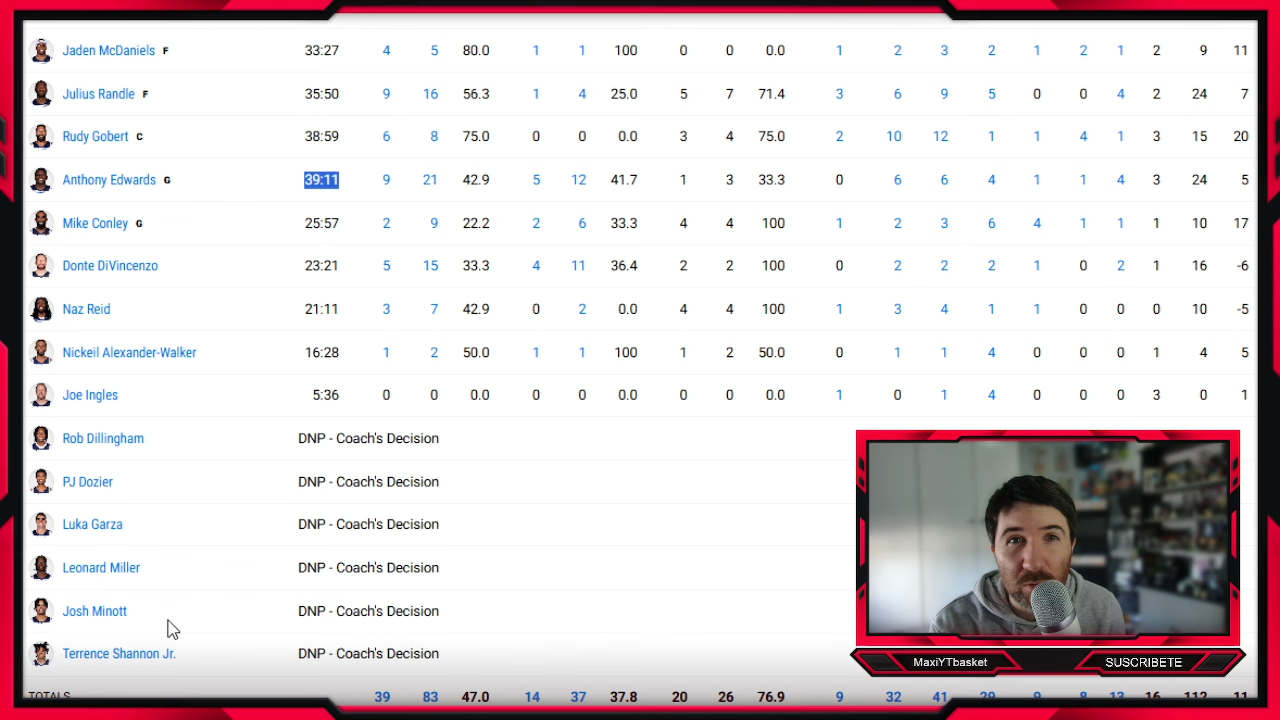 Jaden McDaniels F 33:27 4 5 80.0 1 1 100 0 0 0.0 1 2 3 2 1 2 1 2 9 11
Julius Randle F 35:50 9 16 56.3 1 4 25.0 5 7 71.4 3 6 9 5 0 0 4 2 24 7
Rudy Gobert C 38:59 6 8 75.0 0 0 0.0 3 4 75.0 2 10 12 1 1 4 1 3 15 20
Anthony Edwards G 39:11 9 21 42.9 5 12 41.7 1 3 33.3 0 6 6 4 1 1 4 3 24 5
Mike Conley G 25:57 2 9 22.2 2 6 33.3 4 4 100 1 2 3 6 4 1 1 1 10 17
Donte DiVincenzo 23:21 5 15 33.3 4 11 36.4 2 2 100 0 2 2 2 1 0 2 1 16 -6
Naz Reid 21:11 3 7 42.9 0 2 0.0 4 4 100 1 3 4 1 1 0 0 0 10 -5
Nickeil Alexander-Walker 16:28 1 2 50.0 1 1 100 1 2 50.0 0 1 1 4 0 0 0 1 4 5
Joe Ingles 5:36 0 0 0.0 0 0 0.0 0 0 0.0 1 0 1 4 0 0 0 3 0 1
Rob Dillingham DNP - Coach's Decision
PJ Dozier DNP - Coach's Decision
Luka Garza DNP - Coach's Decision
Leonard Miller DNP - Coach's Decision
Josh Minott DNP - Coach's Decision
Terrence Shannon Jr. DNP - Coach's Decision
MaxiYTbasket SUSCRIBETE
TOTALS 39 83 47.0 14 37 37.8 20 26 76.9 9 32 41 29 9 8 13 16 112 11